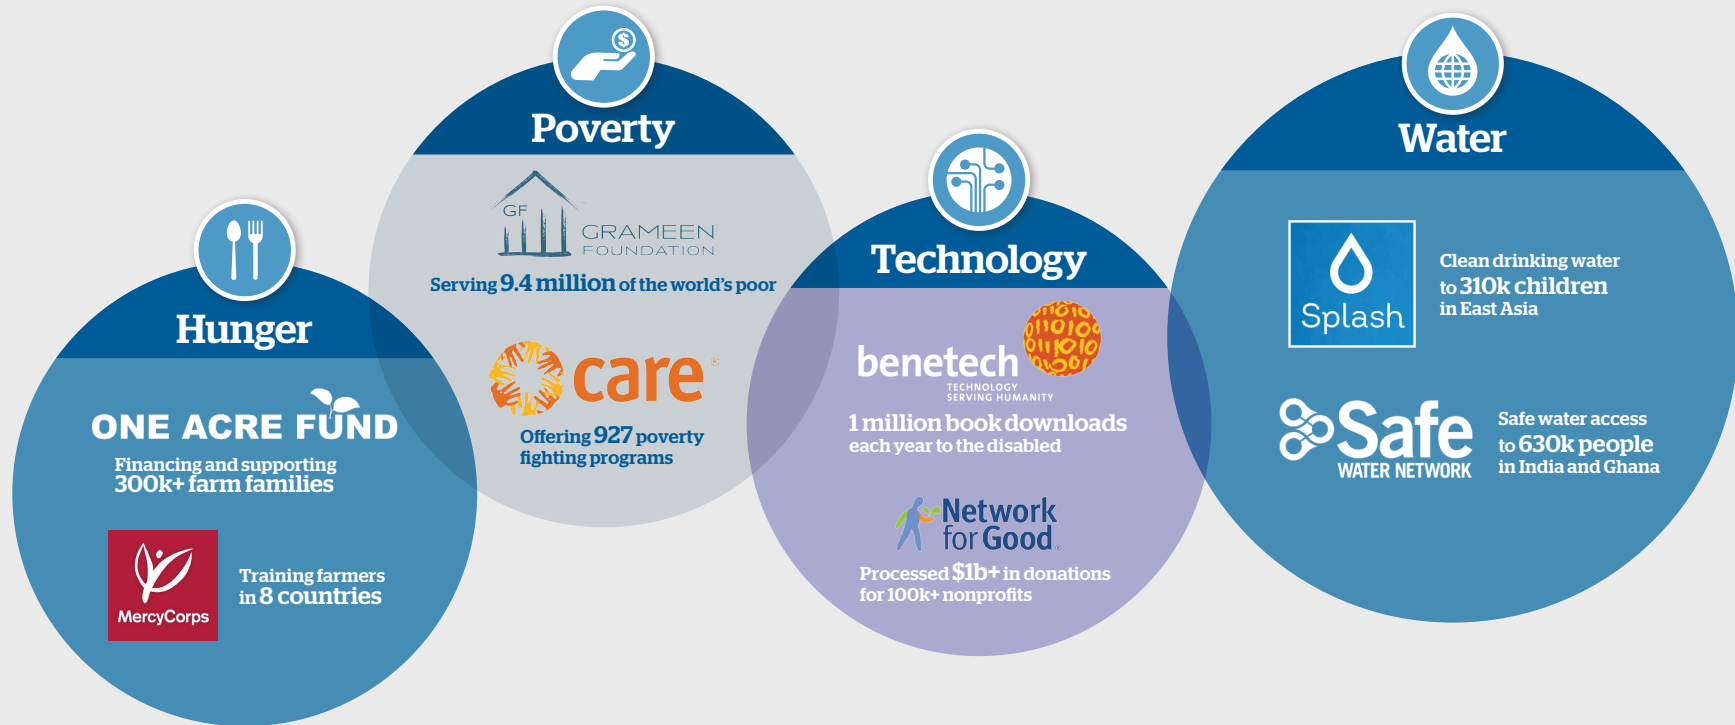 Hunger
ONE ACRE FUND
Financing and supporting
300k+ farm families
MercyCorps
Training farmers
in 8 countries
$
Poverty
GF
GRAMEEN
FOUNDATION
Serving 9.4 million of the world's poor
care®
Offering 927 poverty
fighting programs
Technology
benetech
TECHNOLOGY
SERVING HUMANITY
1 million book downloads
each year to the disabled
Network
for Good®
Processed $1b+ in donations
for 100k+ nonprofits
Water
Splash
Clean drinking water
to 310k children
in East Asia
Safe
WATER NETWORK
Safe water access
to 630k people
in India and Ghana